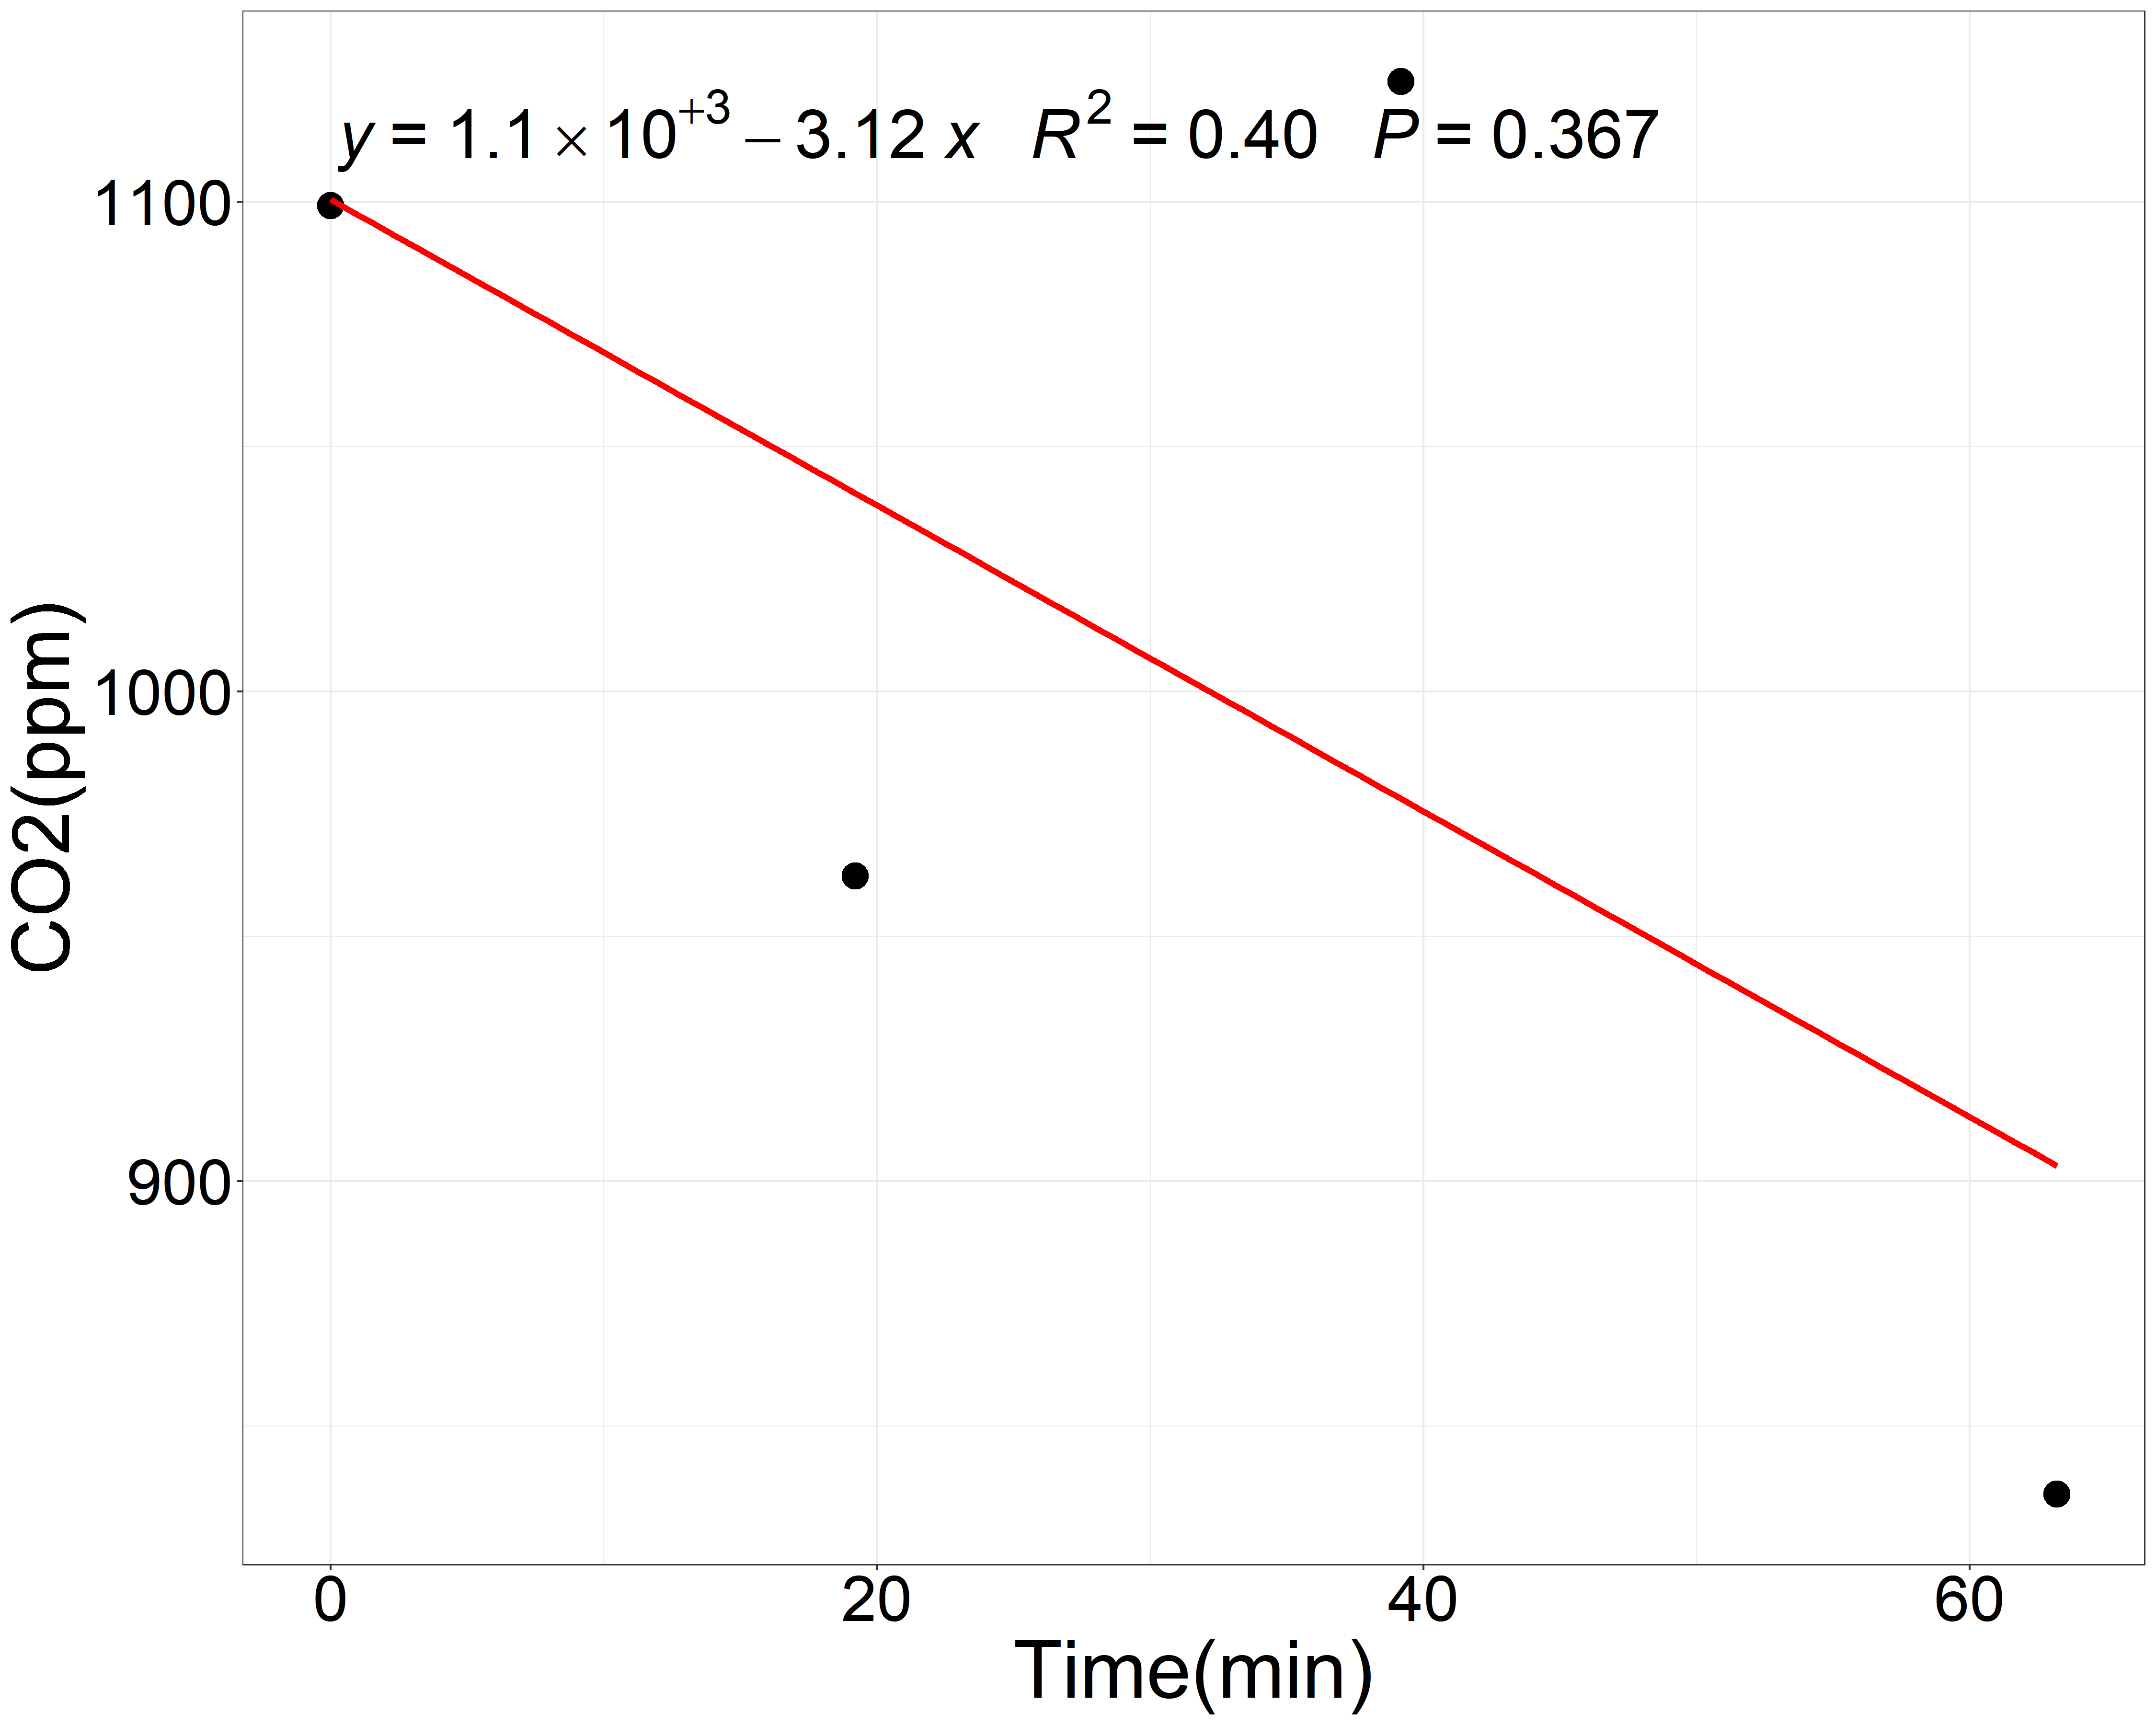 y = 1.1 × 10⁺³ − 3.12 x R² = 0.40 P = 0.367
1100
1000
900
CO2(ppm)
0 20 40 60
Time(min)